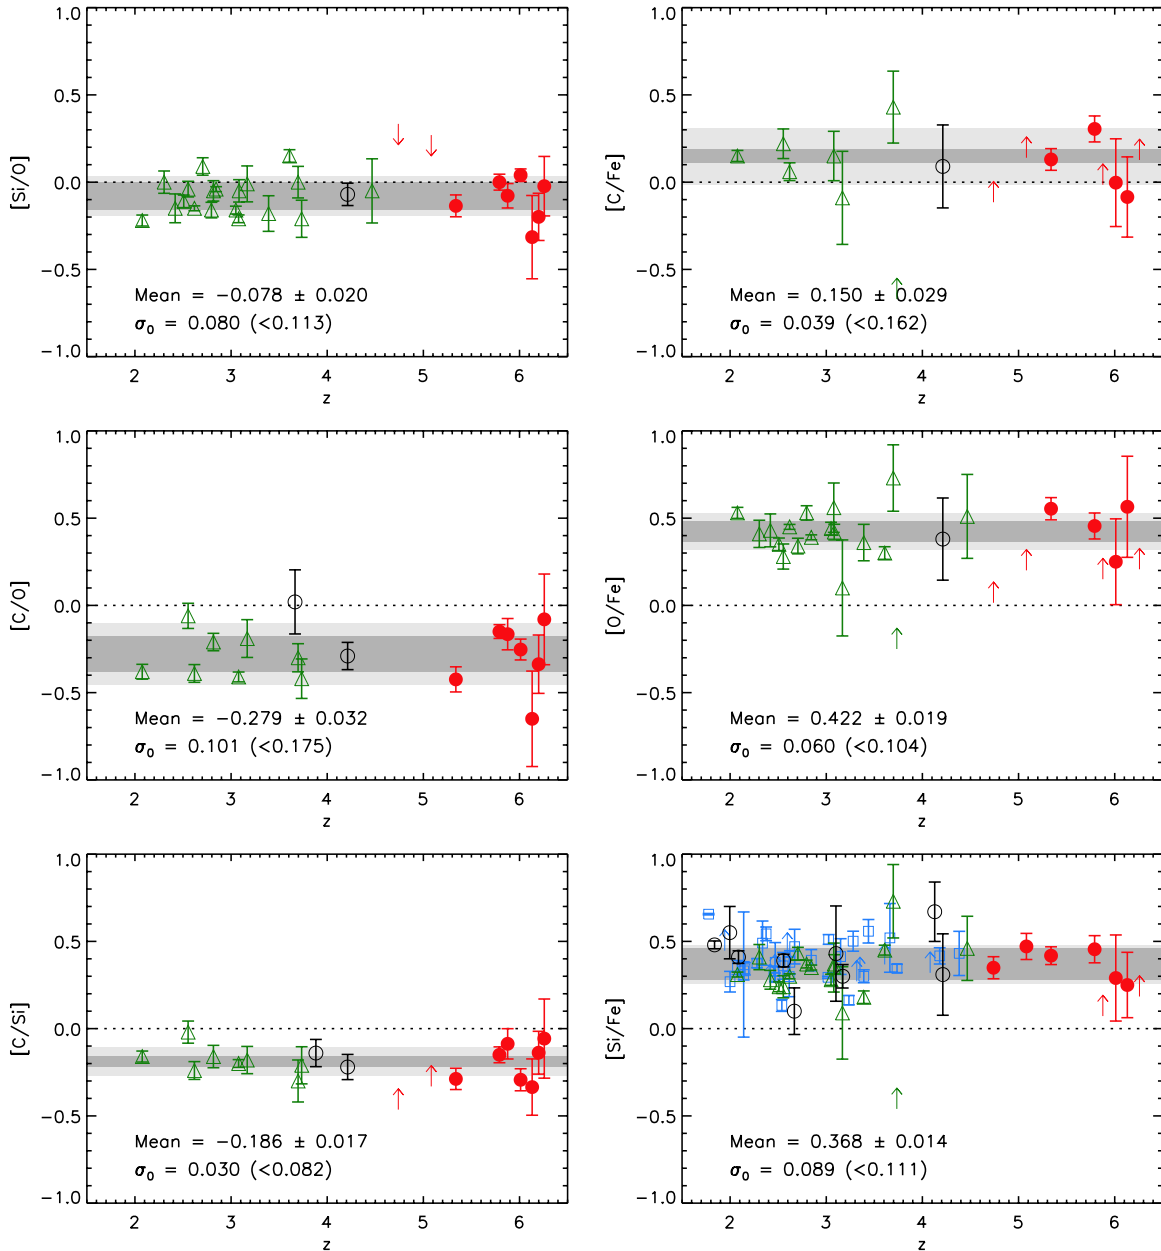 1.0
0.5
[Si/O]
0.0
−0.5
Mean = −0.078 ± 0.020
σ0 = 0.080 (<0.113)
−1.0
2 3 4 5 6
z
1.0
0.5
[C/Fe]
0.0
−0.5
Mean = 0.150 ± 0.029
σ0 = 0.039 (<0.162)
−1.0
2 3 4 5 6
z
1.0
0.5
[C/O]
0.0
−0.5
Mean = −0.279 ± 0.032
σ0 = 0.101 (<0.175)
−1.0
2 3 4 5 6
z
1.0
0.5
[O/Fe]
0.0
−0.5
Mean = 0.422 ± 0.019
σ0 = 0.060 (<0.104)
−1.0
2 3 4 5 6
z
1.0
0.5
[C/Si]
0.0
−0.5
Mean = −0.186 ± 0.017
σ0 = 0.030 (<0.082)
−1.0
2 3 4 5 6
z
1.0
0.5
[Si/Fe]
0.0
−0.5
Mean = 0.368 ± 0.014
σ0 = 0.089 (<0.111)
−1.0
2 3 4 5 6
z